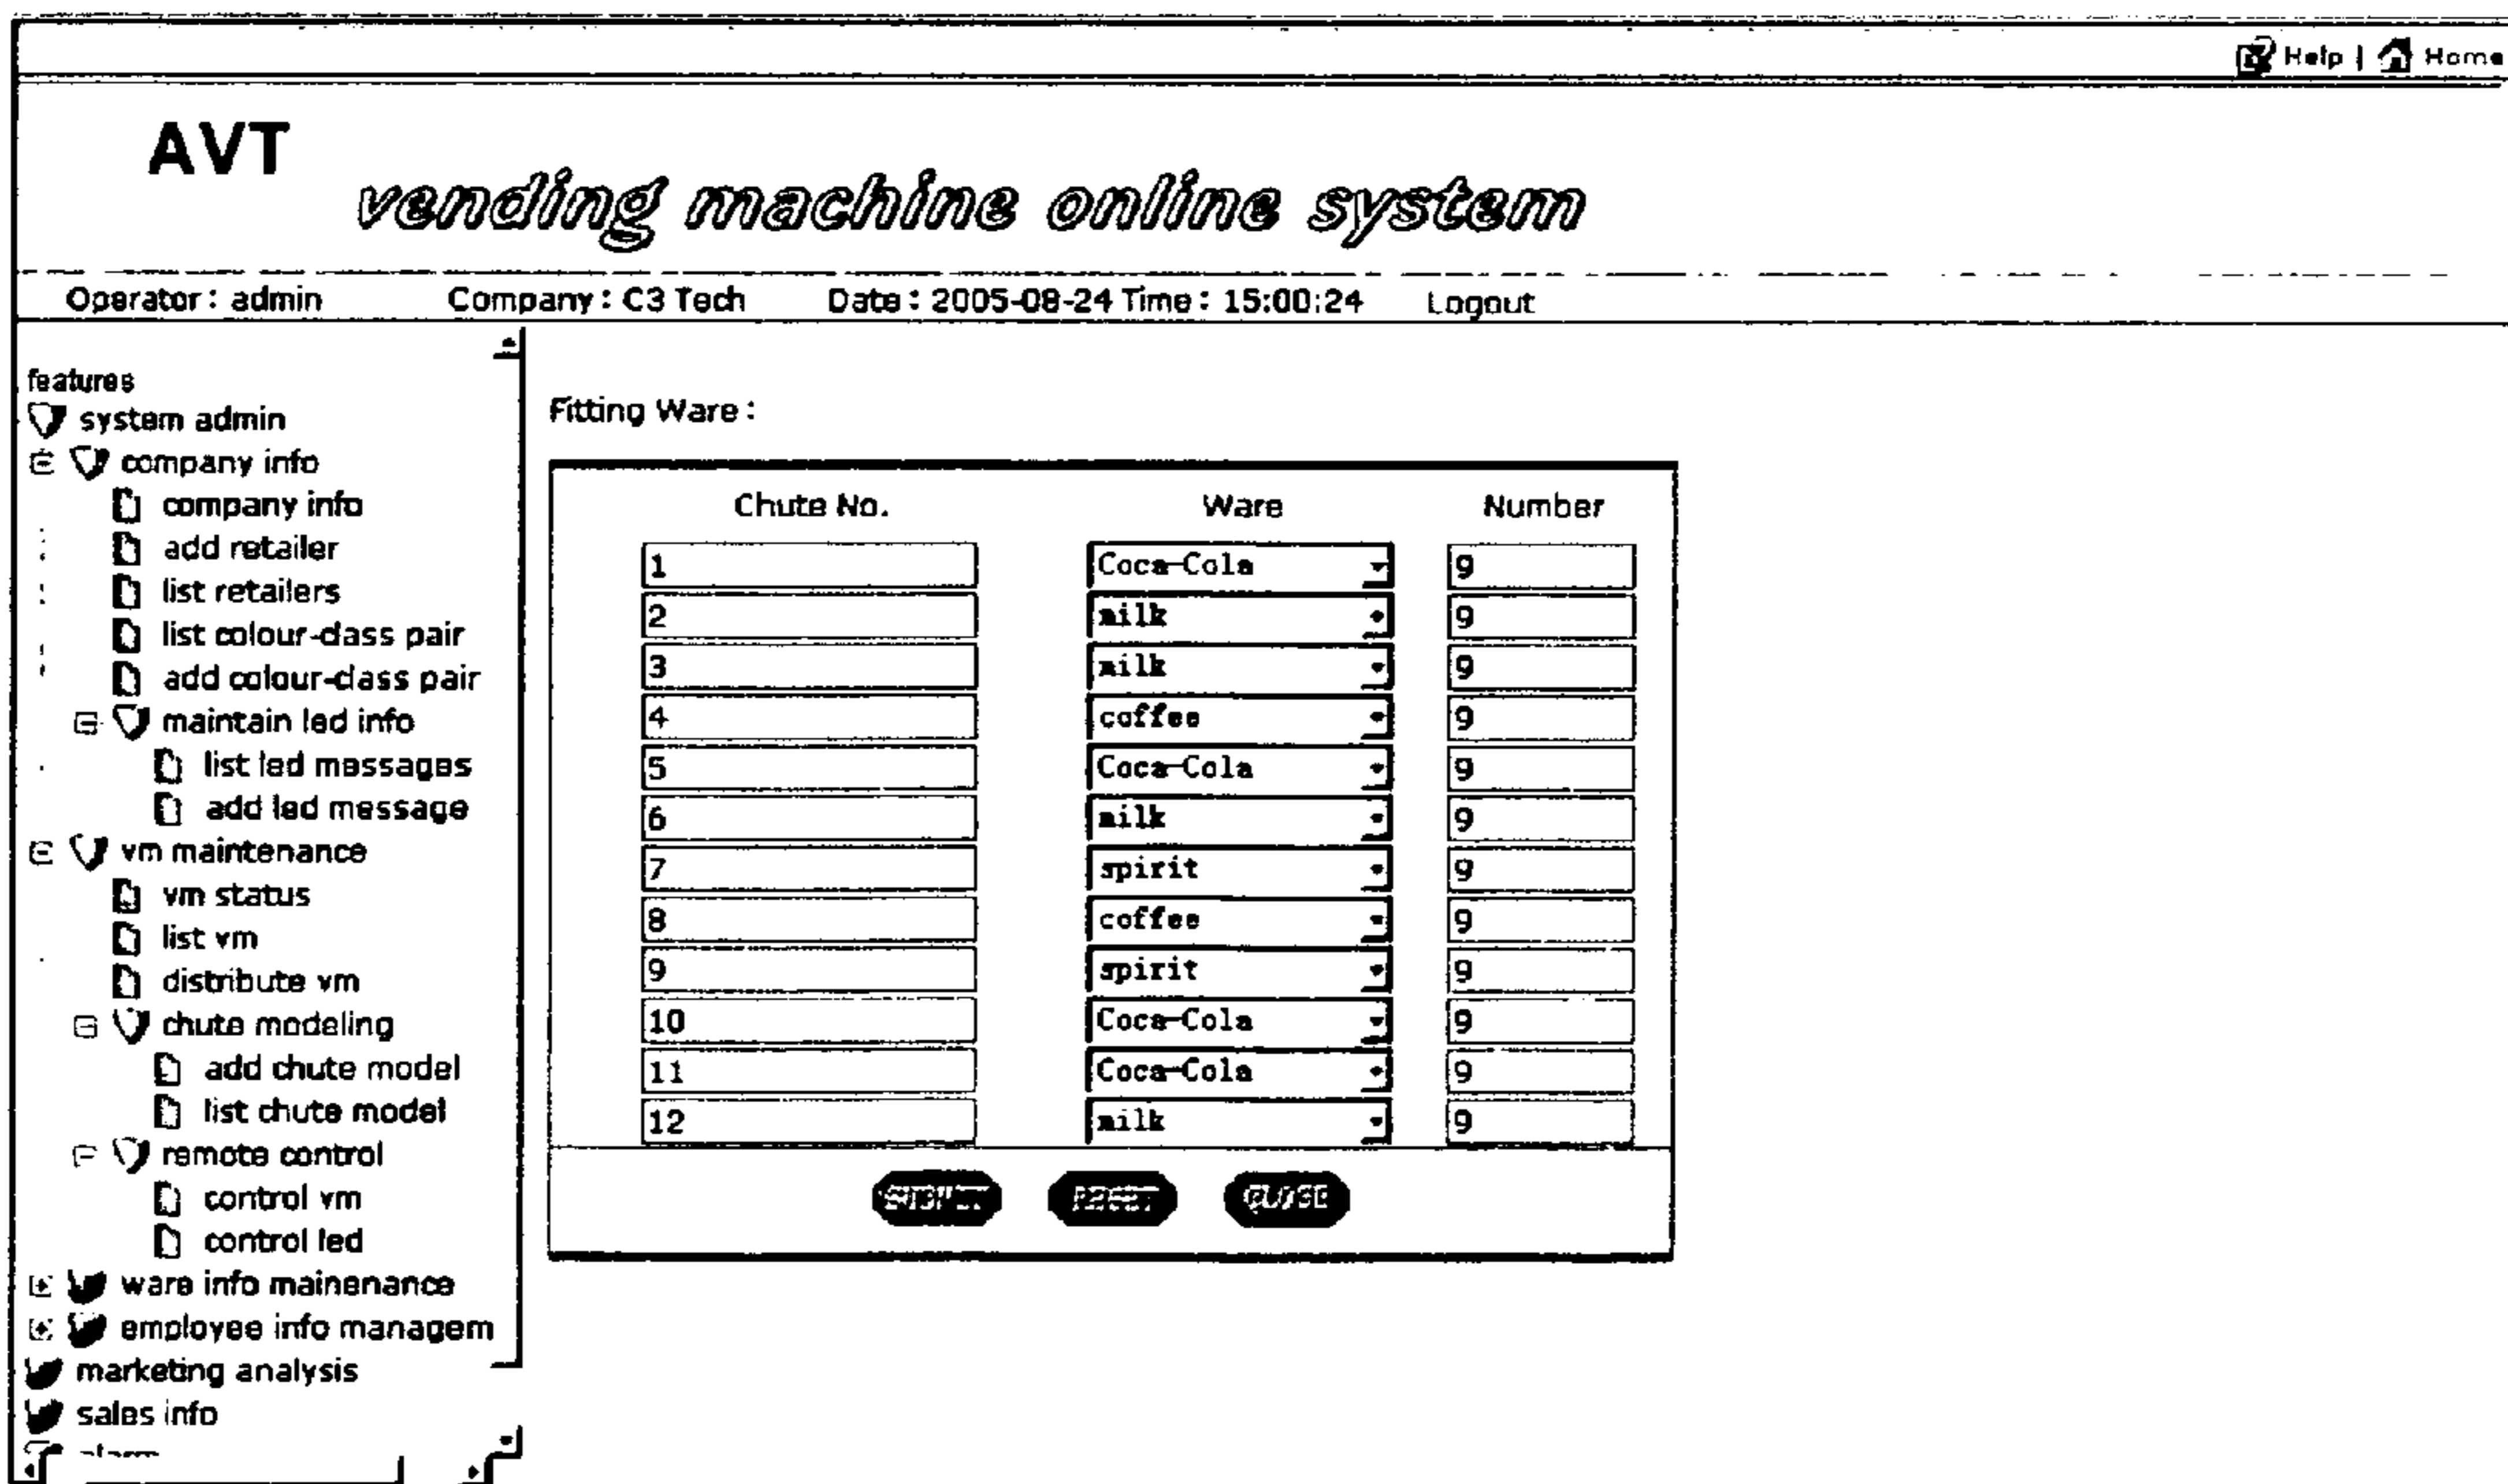 Help | Home
AVT
vending machine online system
Operator : admin Company : C3 Tech Date : 2005-08-24 Time : 15:00:24 Logout
features
system admin
company info
company info
add retailer
list retailers
list colour-class pair
add colour-class pair
maintain led info
list led messages
add led message
vm maintenance
vm status
list vm
distribute vm
chute modeling
add chute model
list chute model
remote control
control vm
control led
ware info mainenance
employee info managem
marketing analysis
sales info
Fitting Ware :
Chute No. Ware Number
1 Coca-Cola 9
2 milk 9
3 milk 9
4 coffee 9
5 Coca-Cola 9
6 milk 9
7 spirit 9
8 coffee 9
9 spirit 9
10 Coca-Cola 9
11 Coca-Cola 9
12 milk 9